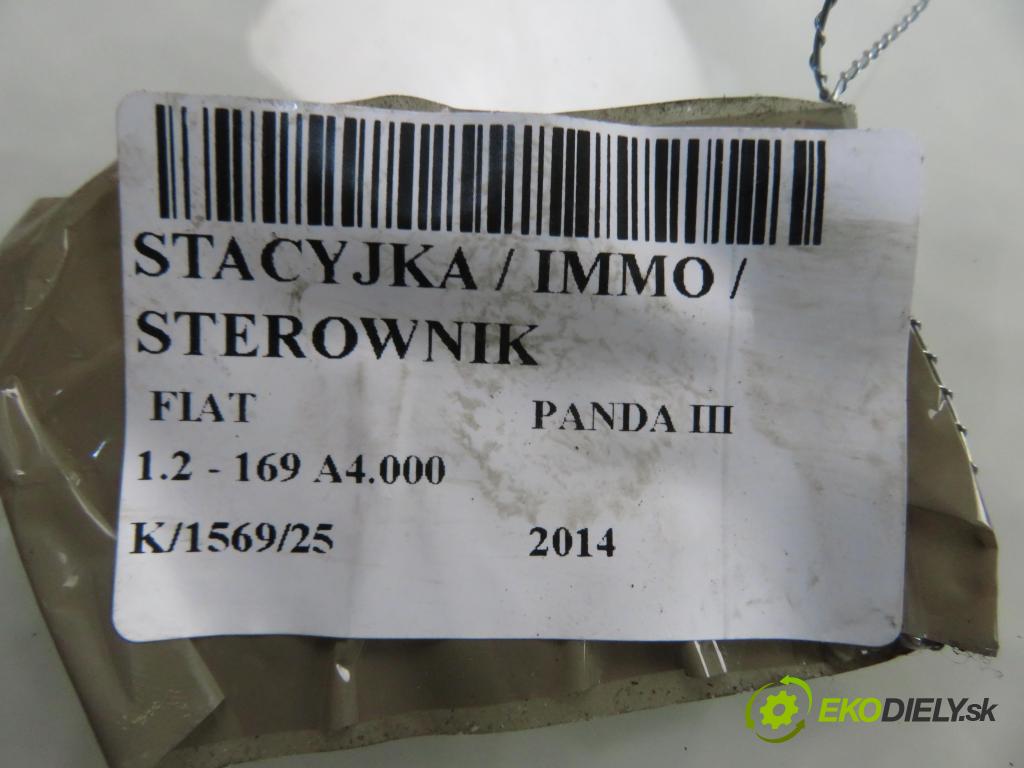 STACYJKA / IMMO /
STEROWNIK
FIAT PANDA III
1.2 - 169 A4.000
K/1569/25 2014
EKODIELY.sk